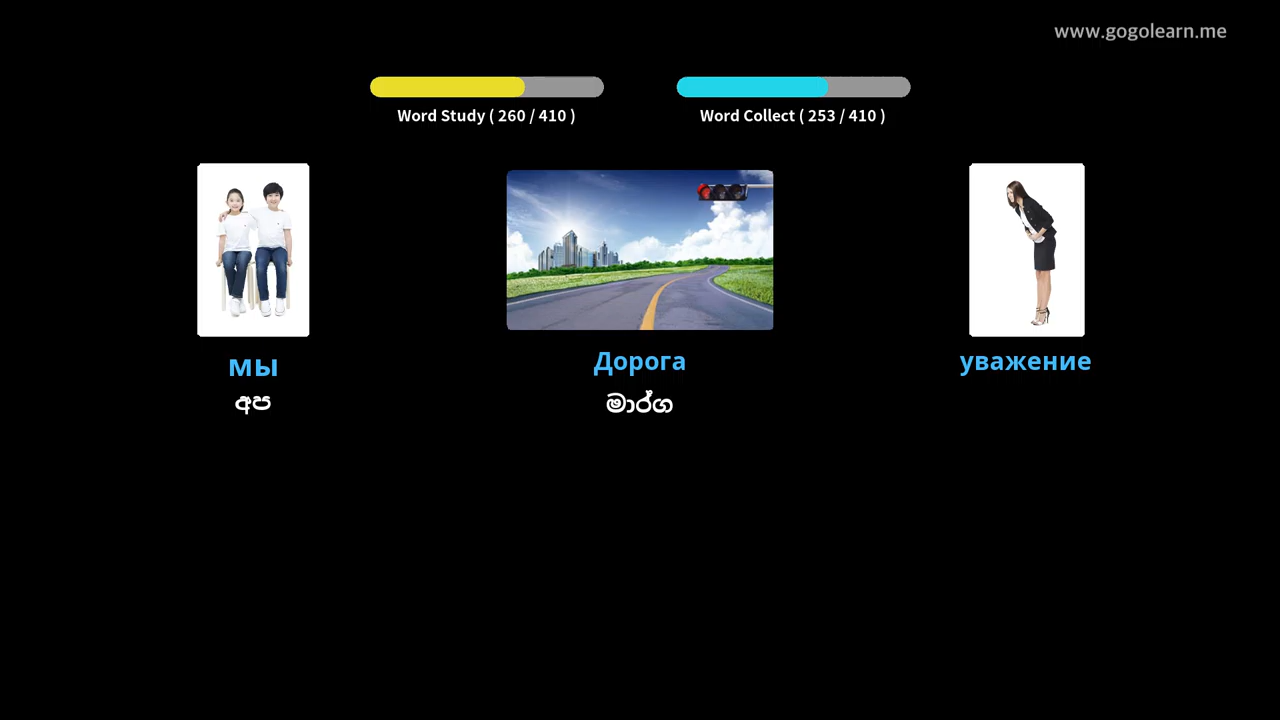 www.gogolearn.me
Word Study ( 260 / 410 )
Word Collect ( 253 / 410 )
мы
Дорога
уважение
අප
මාර්ග